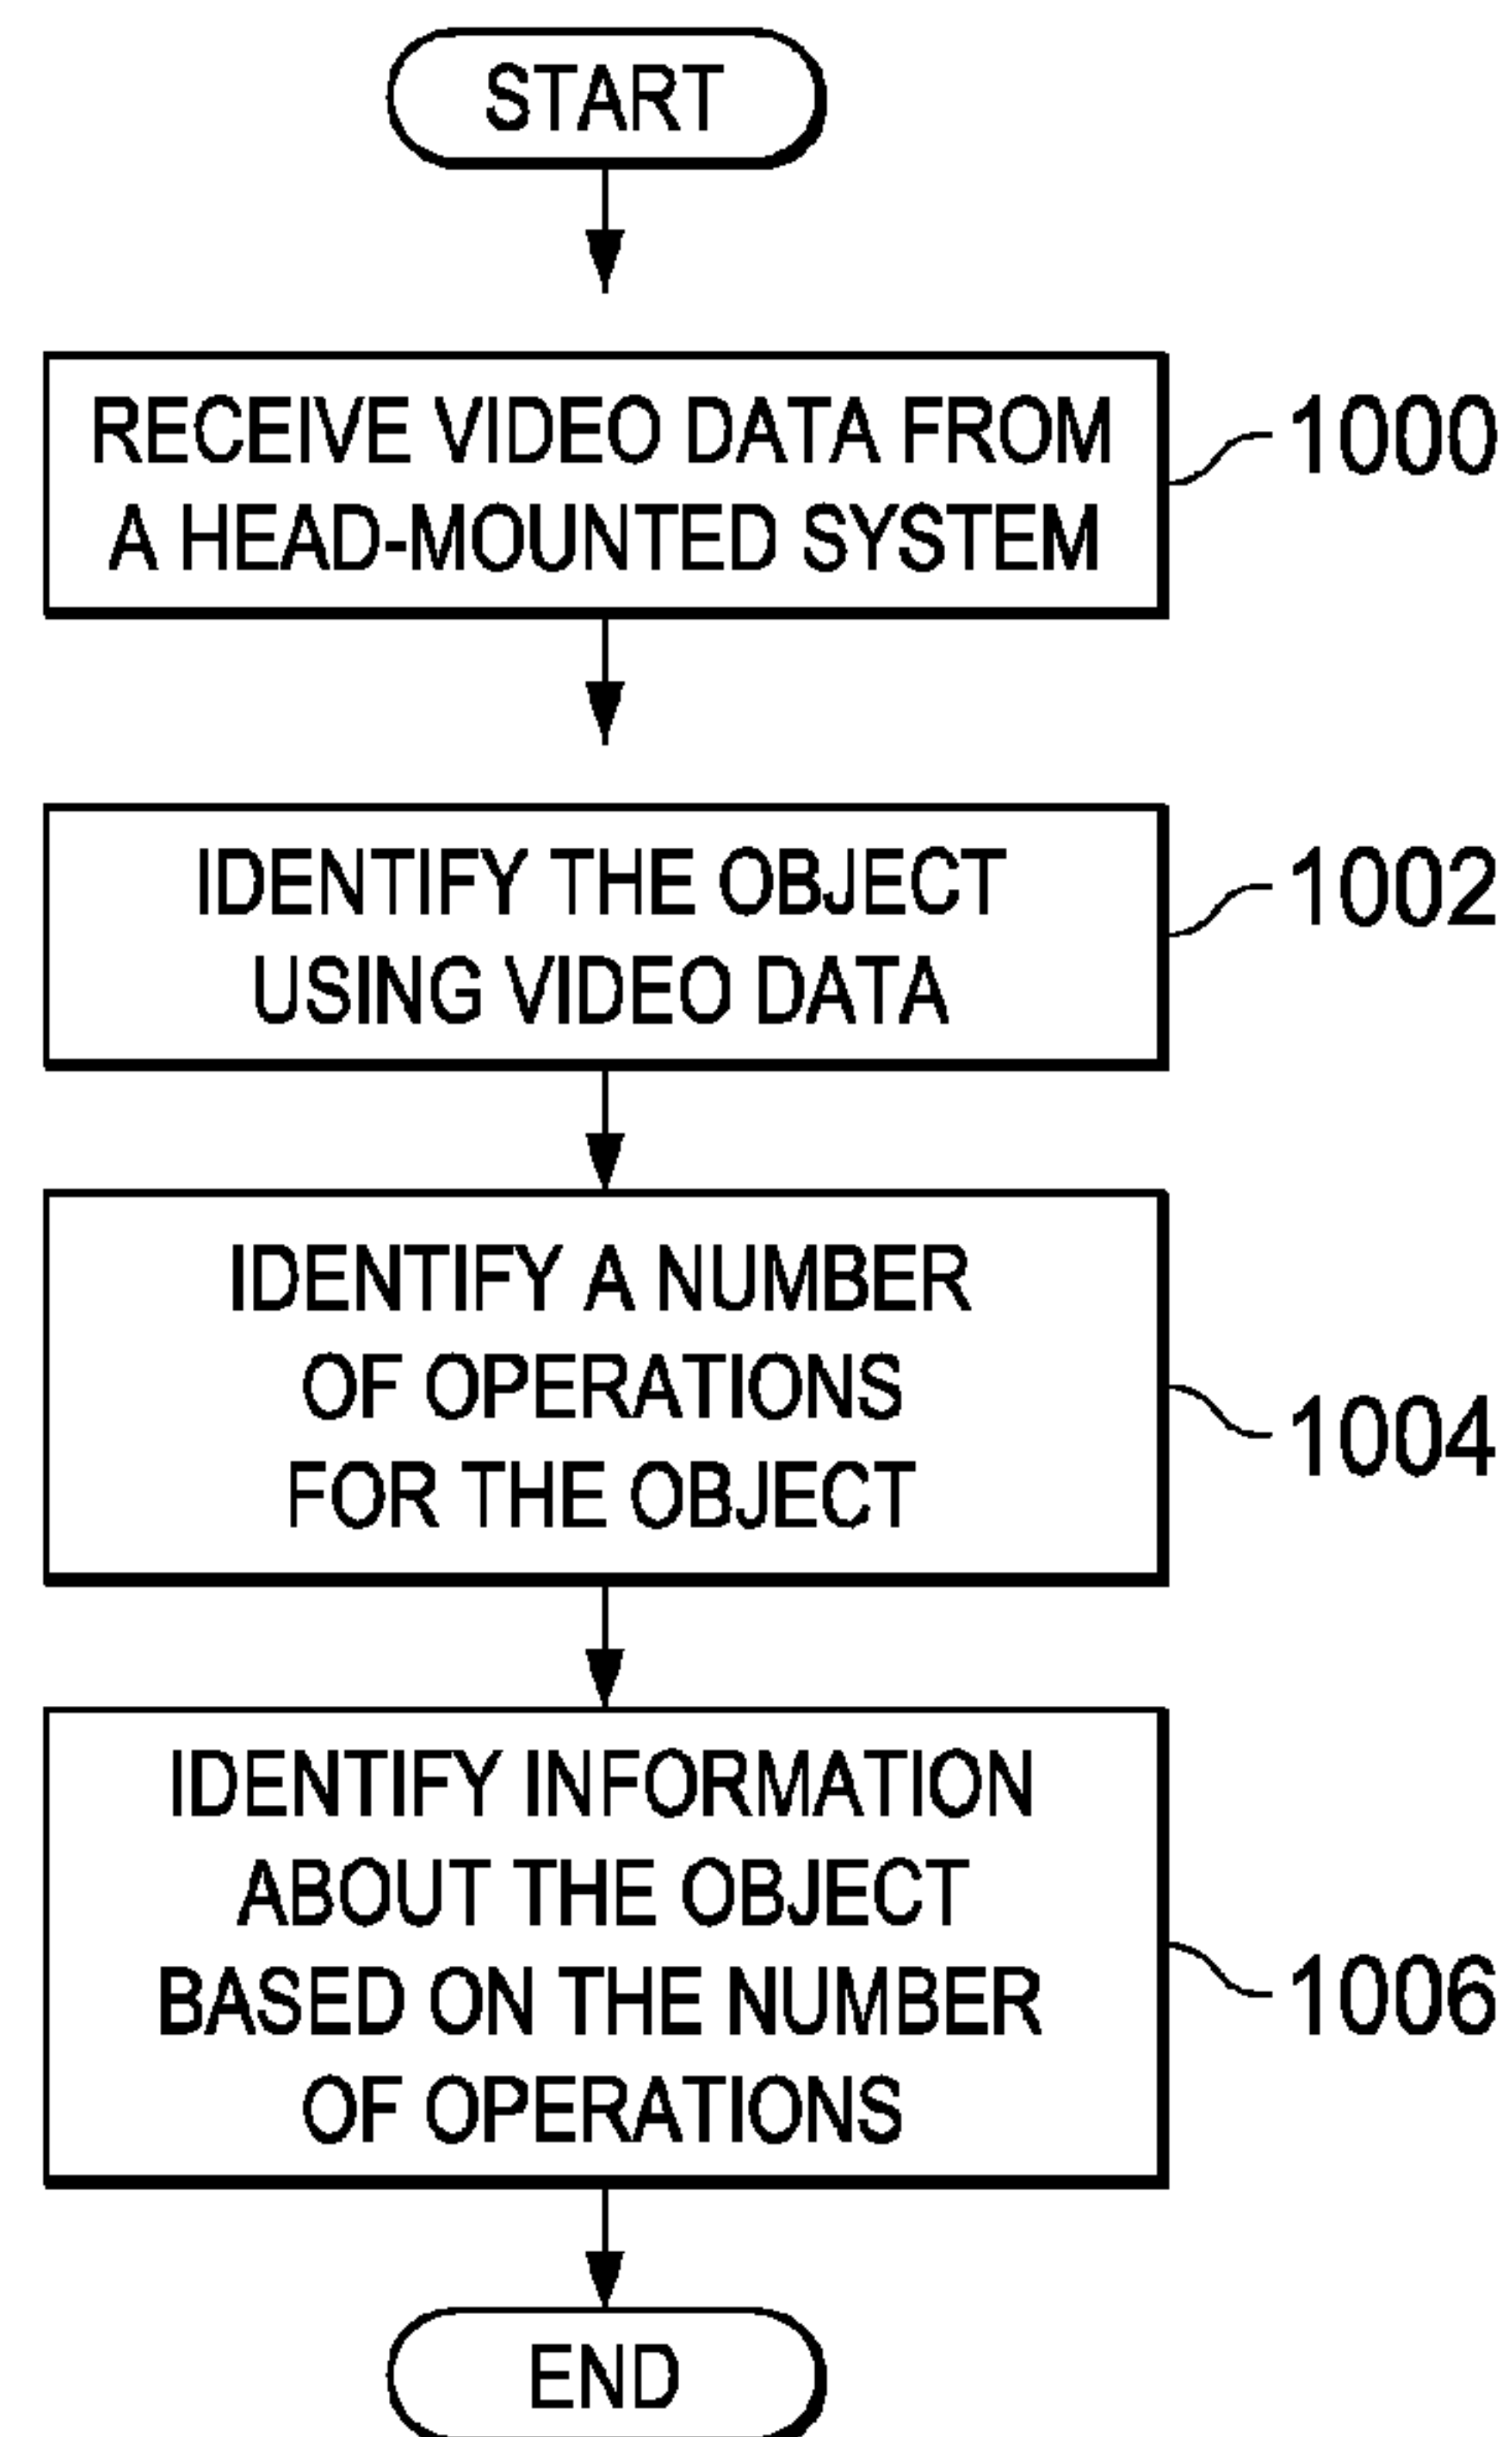 START
RECEIVE VIDEO DATA FROM
A HEAD-MOUNTED SYSTEM
1000
IDENTIFY THE OBJECT
USING VIDEO DATA
1002
IDENTIFY A NUMBER
OF OPERATIONS
FOR THE OBJECT
1004
IDENTIFY INFORMATION
ABOUT THE OBJECT
BASED ON THE NUMBER
OF OPERATIONS
1006
END